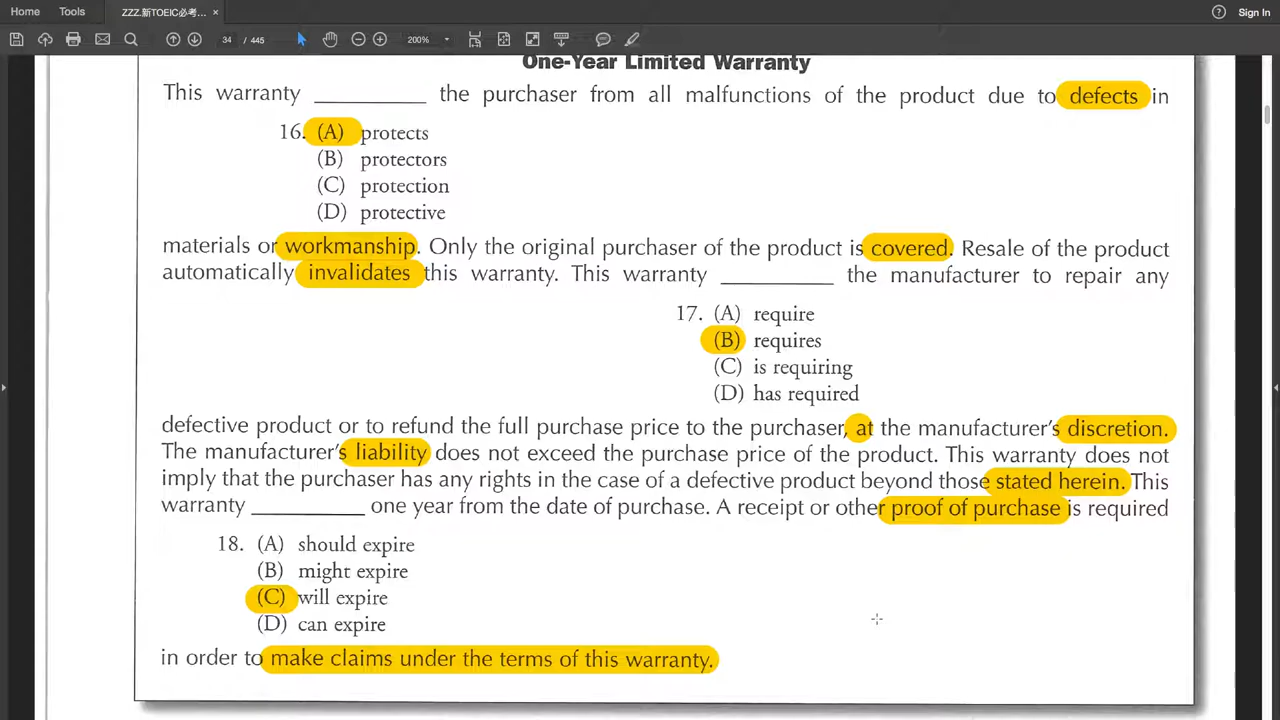 Home Tools ZZZ.新TOEIC必考... × Sign In
34 / 445 200%
One-Year Limited Warranty
This warranty __________ the purchaser from all malfunctions of the product due to defects in
16. (A) protects
(B) protectors
(C) protection
(D) protective
materials or workmanship. Only the original purchaser of the product is covered. Resale of the product
automatically invalidates this warranty. This warranty __________ the manufacturer to repair any
17. (A) require
(B) requires
(C) is requiring
(D) has required
defective product or to refund the full purchase price to the purchaser, at the manufacturer's discretion.
The manufacturer's liability does not exceed the purchase price of the product. This warranty does not
imply that the purchaser has any rights in the case of a defective product beyond those stated herein. This
warranty __________ one year from the date of purchase. A receipt or other proof of purchase is required
18. (A) should expire
(B) might expire
(C) will expire
(D) can expire
in order to make claims under the terms of this warranty.